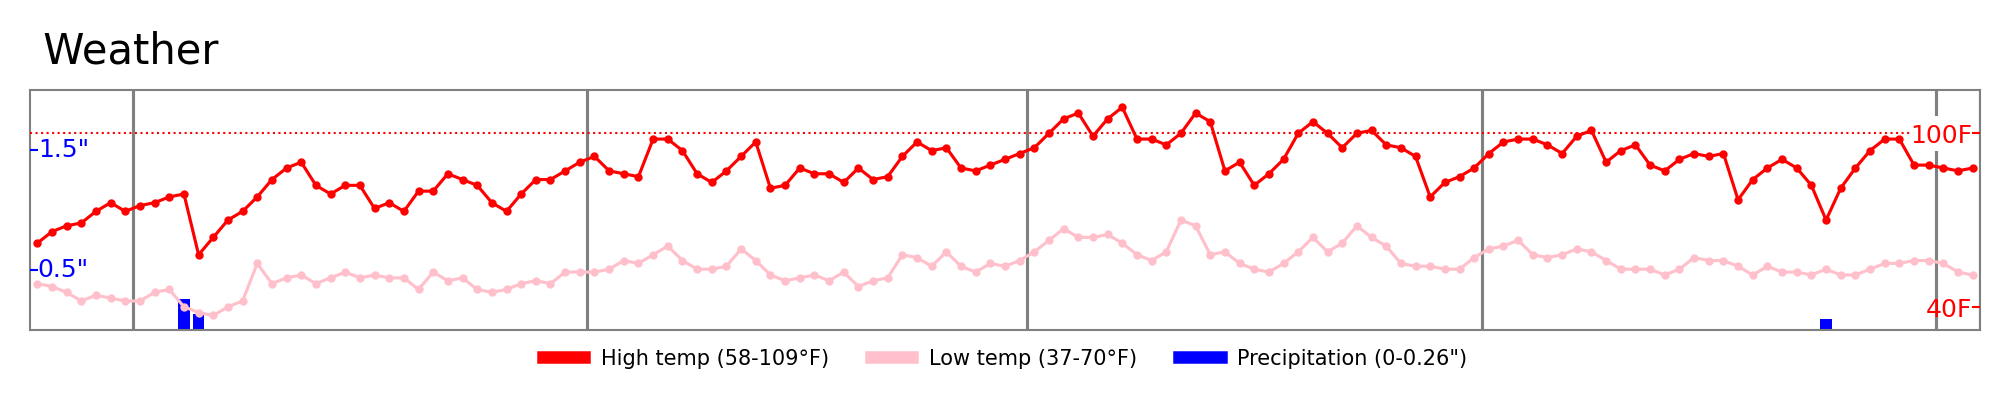 Weather
1.5"
100F
0.5"
40F
High temp (58-109°F)
Low temp (37-70°F)
Precipitation (0-0.26")